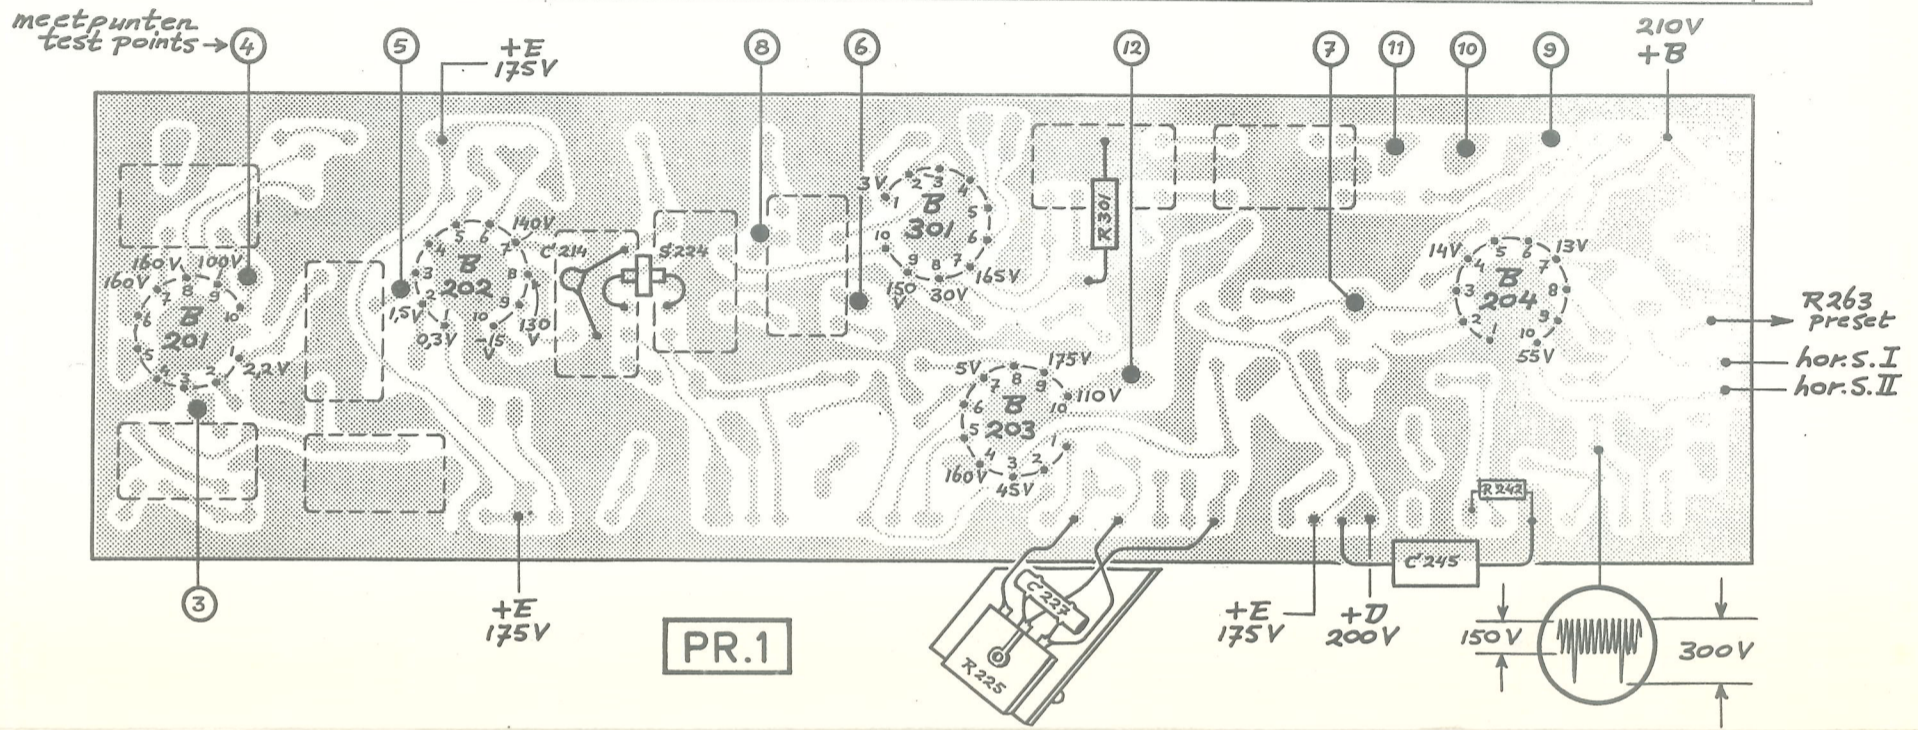 meetpunten
test points → ④ ⑤ +E 175V ⑧ ⑥ ⑫ ⑦ ⑪ ⑩ ⑨ 210V +B
160V 160V 100V
7 8 9 10
6 B 201
5 4 3 2 1
2,2V
140V
4 5 6 7
3 B 202 8
2 10 9
1,5V
0,3V -15V 130V
C214 S224
3V
1 2 3 4
B 301 5
10 9 8 7 6
150V 30V 165V
R301
5V 175V
7 8 9 10 110V
6 B 203
5 4 3 2 1
160V 45V
14V 13V
4 5 6 7
3 B 204 8
2 1 10 9
55V
R263
preset
hor.S.I
hor.S.II
R242
C245
③
+E
175V
PR.1
C227
R225
+E
175V
+D
200V
150V
300V